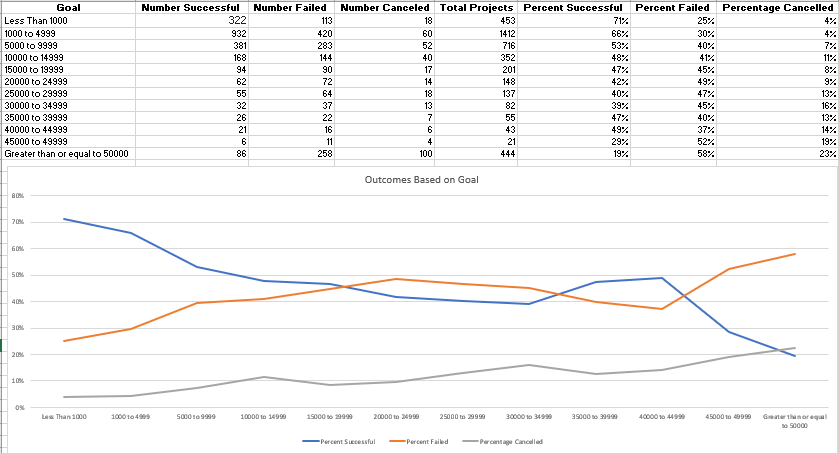 Goal Number Successful Number Failed Number Canceled Total Projects Percent Successful Percent Failed Percentage Cancelled
Less Than 1000 322 113 18 453 71% 25% 4%
1000 to 4999 932 420 60 1412 66% 30% 4%
5000 to 9999 381 283 52 716 53% 40% 7%
10000 to 14999 168 144 40 352 48% 41% 11%
15000 to 19999 94 90 17 201 47% 45% 8%
20000 to 24999 62 72 14 148 42% 49% 9%
25000 to 29999 55 64 18 137 40% 47% 13%
30000 to 34999 32 37 13 82 39% 45% 16%
35000 to 39999 26 22 7 55 47% 40% 13%
40000 to 44999 21 16 6 43 49% 37% 14%
45000 to 49999 6 11 4 21 29% 52% 19%
Greater than or equal to 50000 86 258 100 444 19% 58% 23%
Outcomes Based on Goal
80%
70%
60%
50%
40%
30%
20%
10%
0%
Less Than 1000 1000 to 4999 5000 to 9999 10000 to 14999 15000 to 19999 20000 to 24999 25000 to 29999 30000 to 34999 35000 to 39999 40000 to 44999 45000 to 49999 Greater than or equal
to 50000
Percent Successful Percent Failed Percentage Cancelled